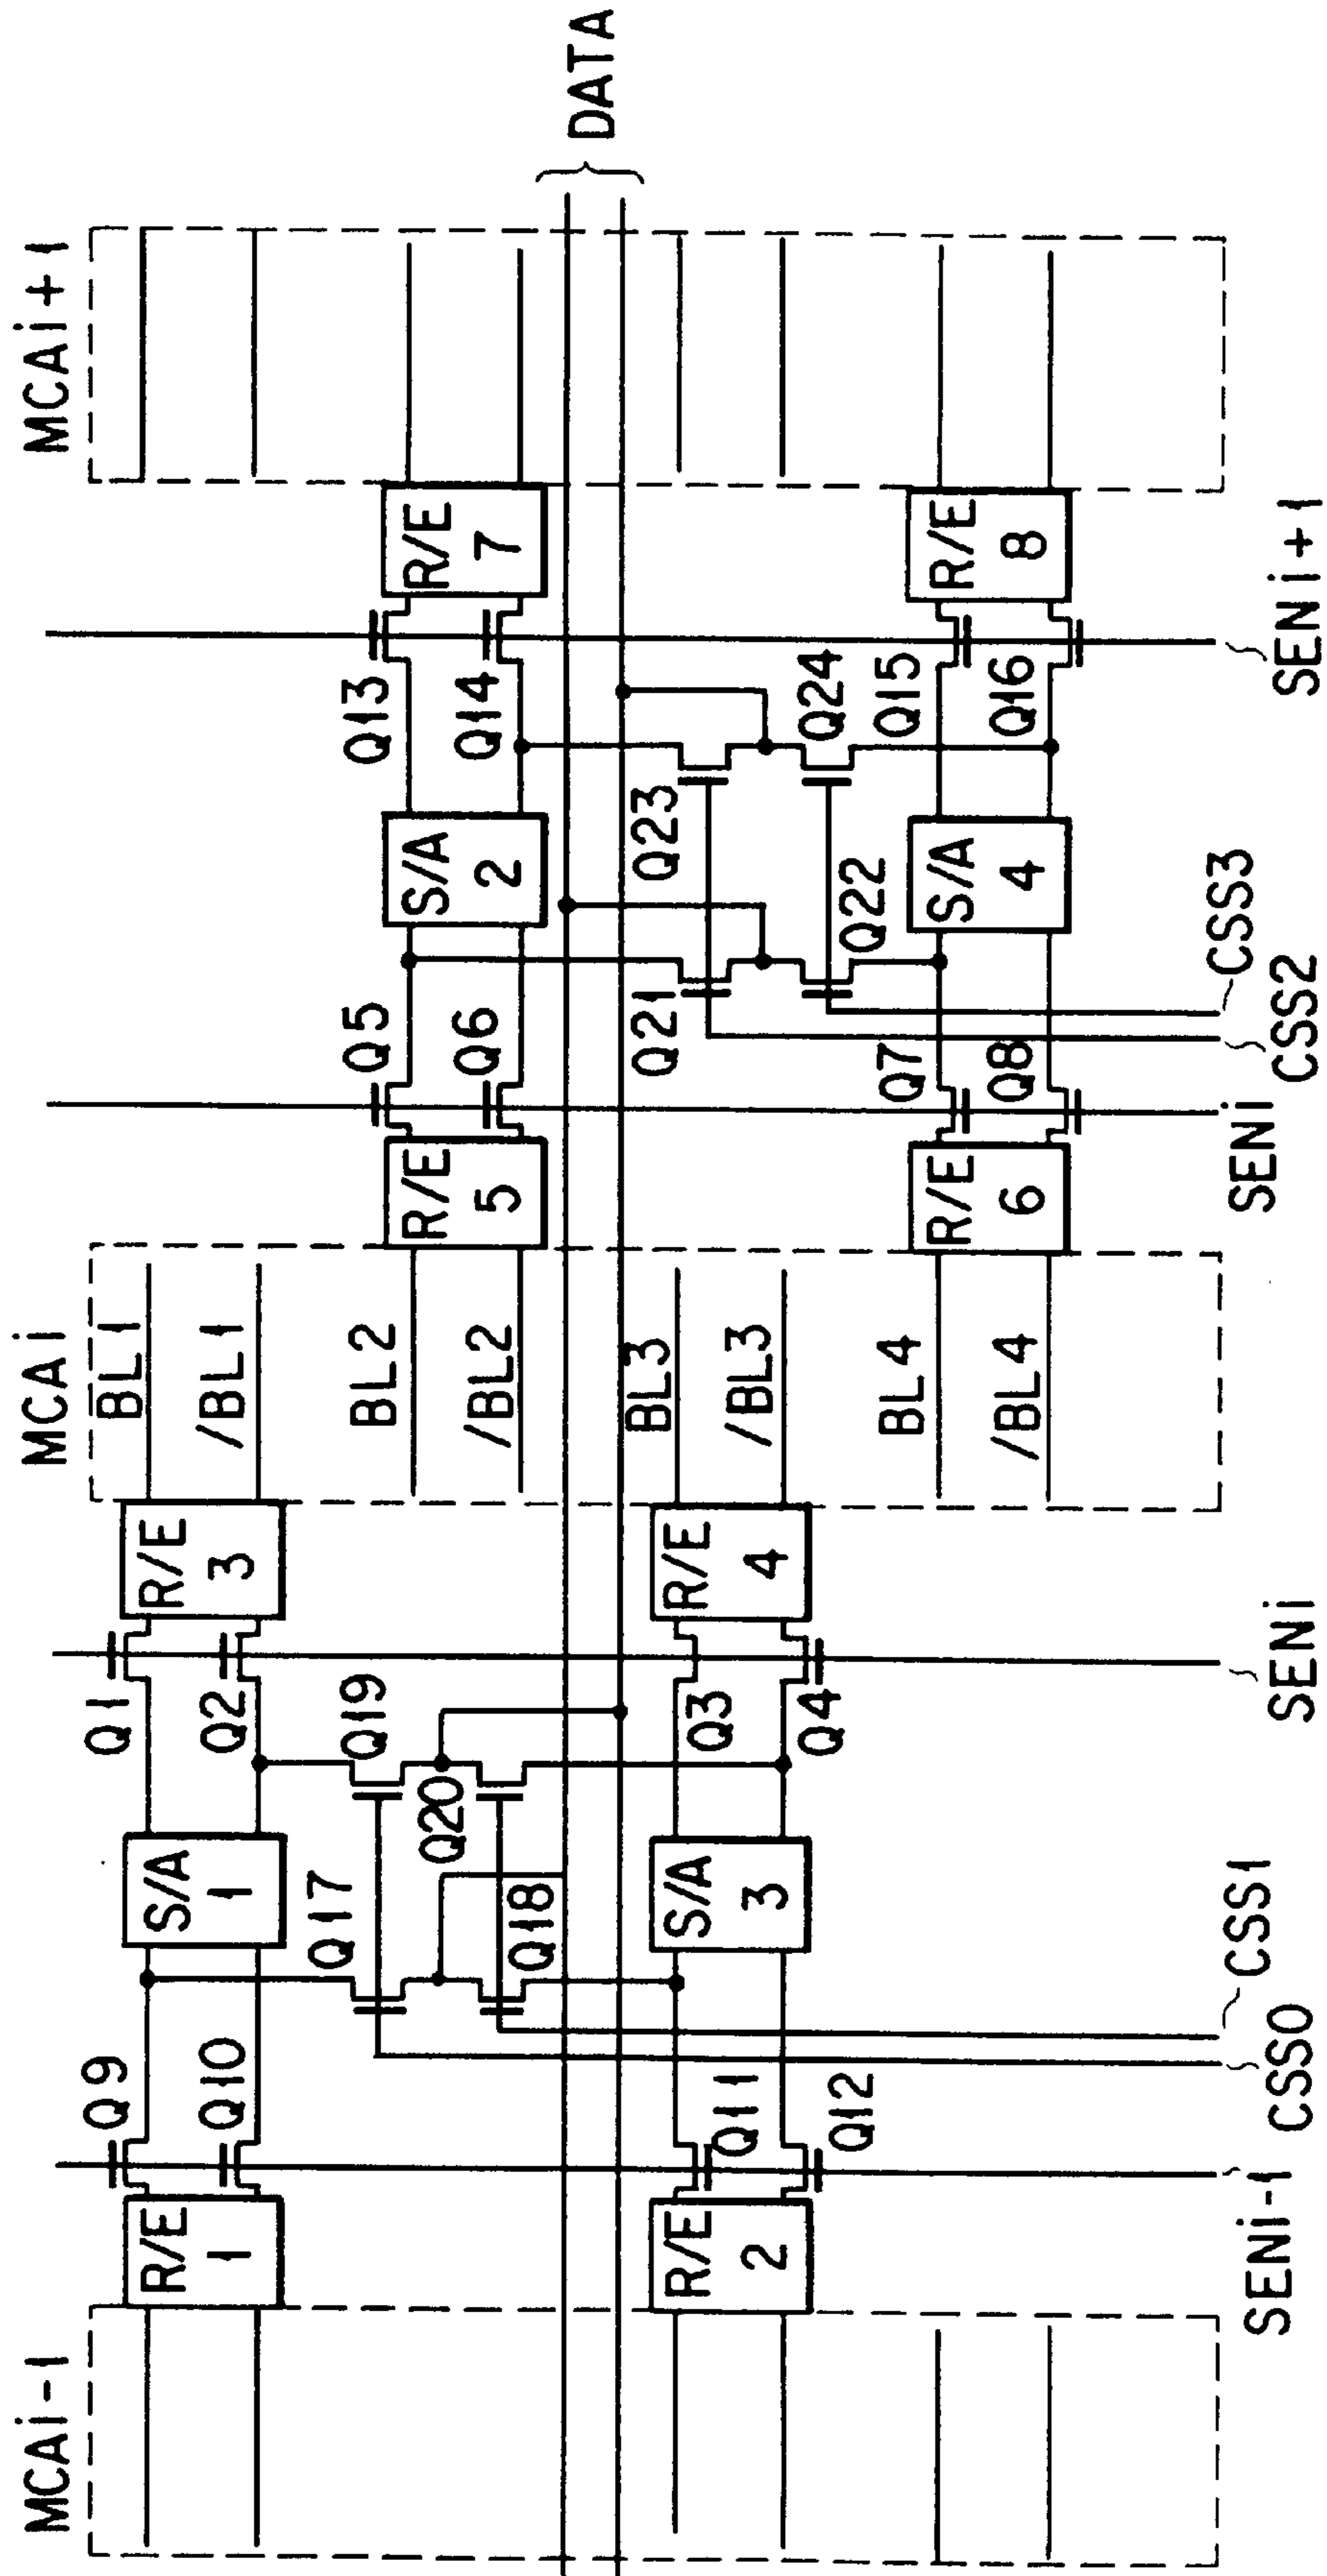 MCAi-1
MCAi
MCAi+1
R/E
1
Q9
Q10
S/A
1
Q1
Q2
R/E
3
BL1
/BL1
Q17
Q19
Q18
Q20
BL2
/BL2
R/E
5
Q5
Q6
S/A
2
Q13
Q14
R/E
7
DATA
R/E
2
Q11
Q12
S/A
3
Q3
Q4
R/E
4
BL3
/BL3
Q21
Q23
Q22
Q24
BL4
/BL4
R/E
6
Q7
Q8
S/A
4
Q15
Q16
R/E
8
SENi-1
CSS0
CSS1
SENi
SENi
CSS2
CSS3
SENi+1